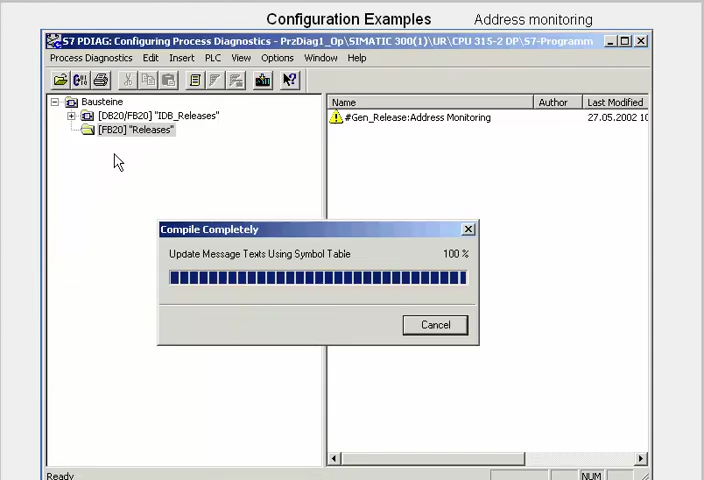 Configuration Examples Address monitoring
S7 PDIAG: Configuring Process Diagnostics - PrzDiag1_Op\SIMATIC 300(1)\UR\CPU 315-2 DP\S7-Programm
Process Diagnostics Edit Insert PLC View Options Window Help
Bausteine
[DB20/FB20] "IDB_Releases"
[FB20] "Releases"
Name Author Last Modified
#Gen_Release:Address Monitoring 27.05.2002 10
Compile Completely
Update Message Texts Using Symbol Table 100 %
Cancel
Ready NUM